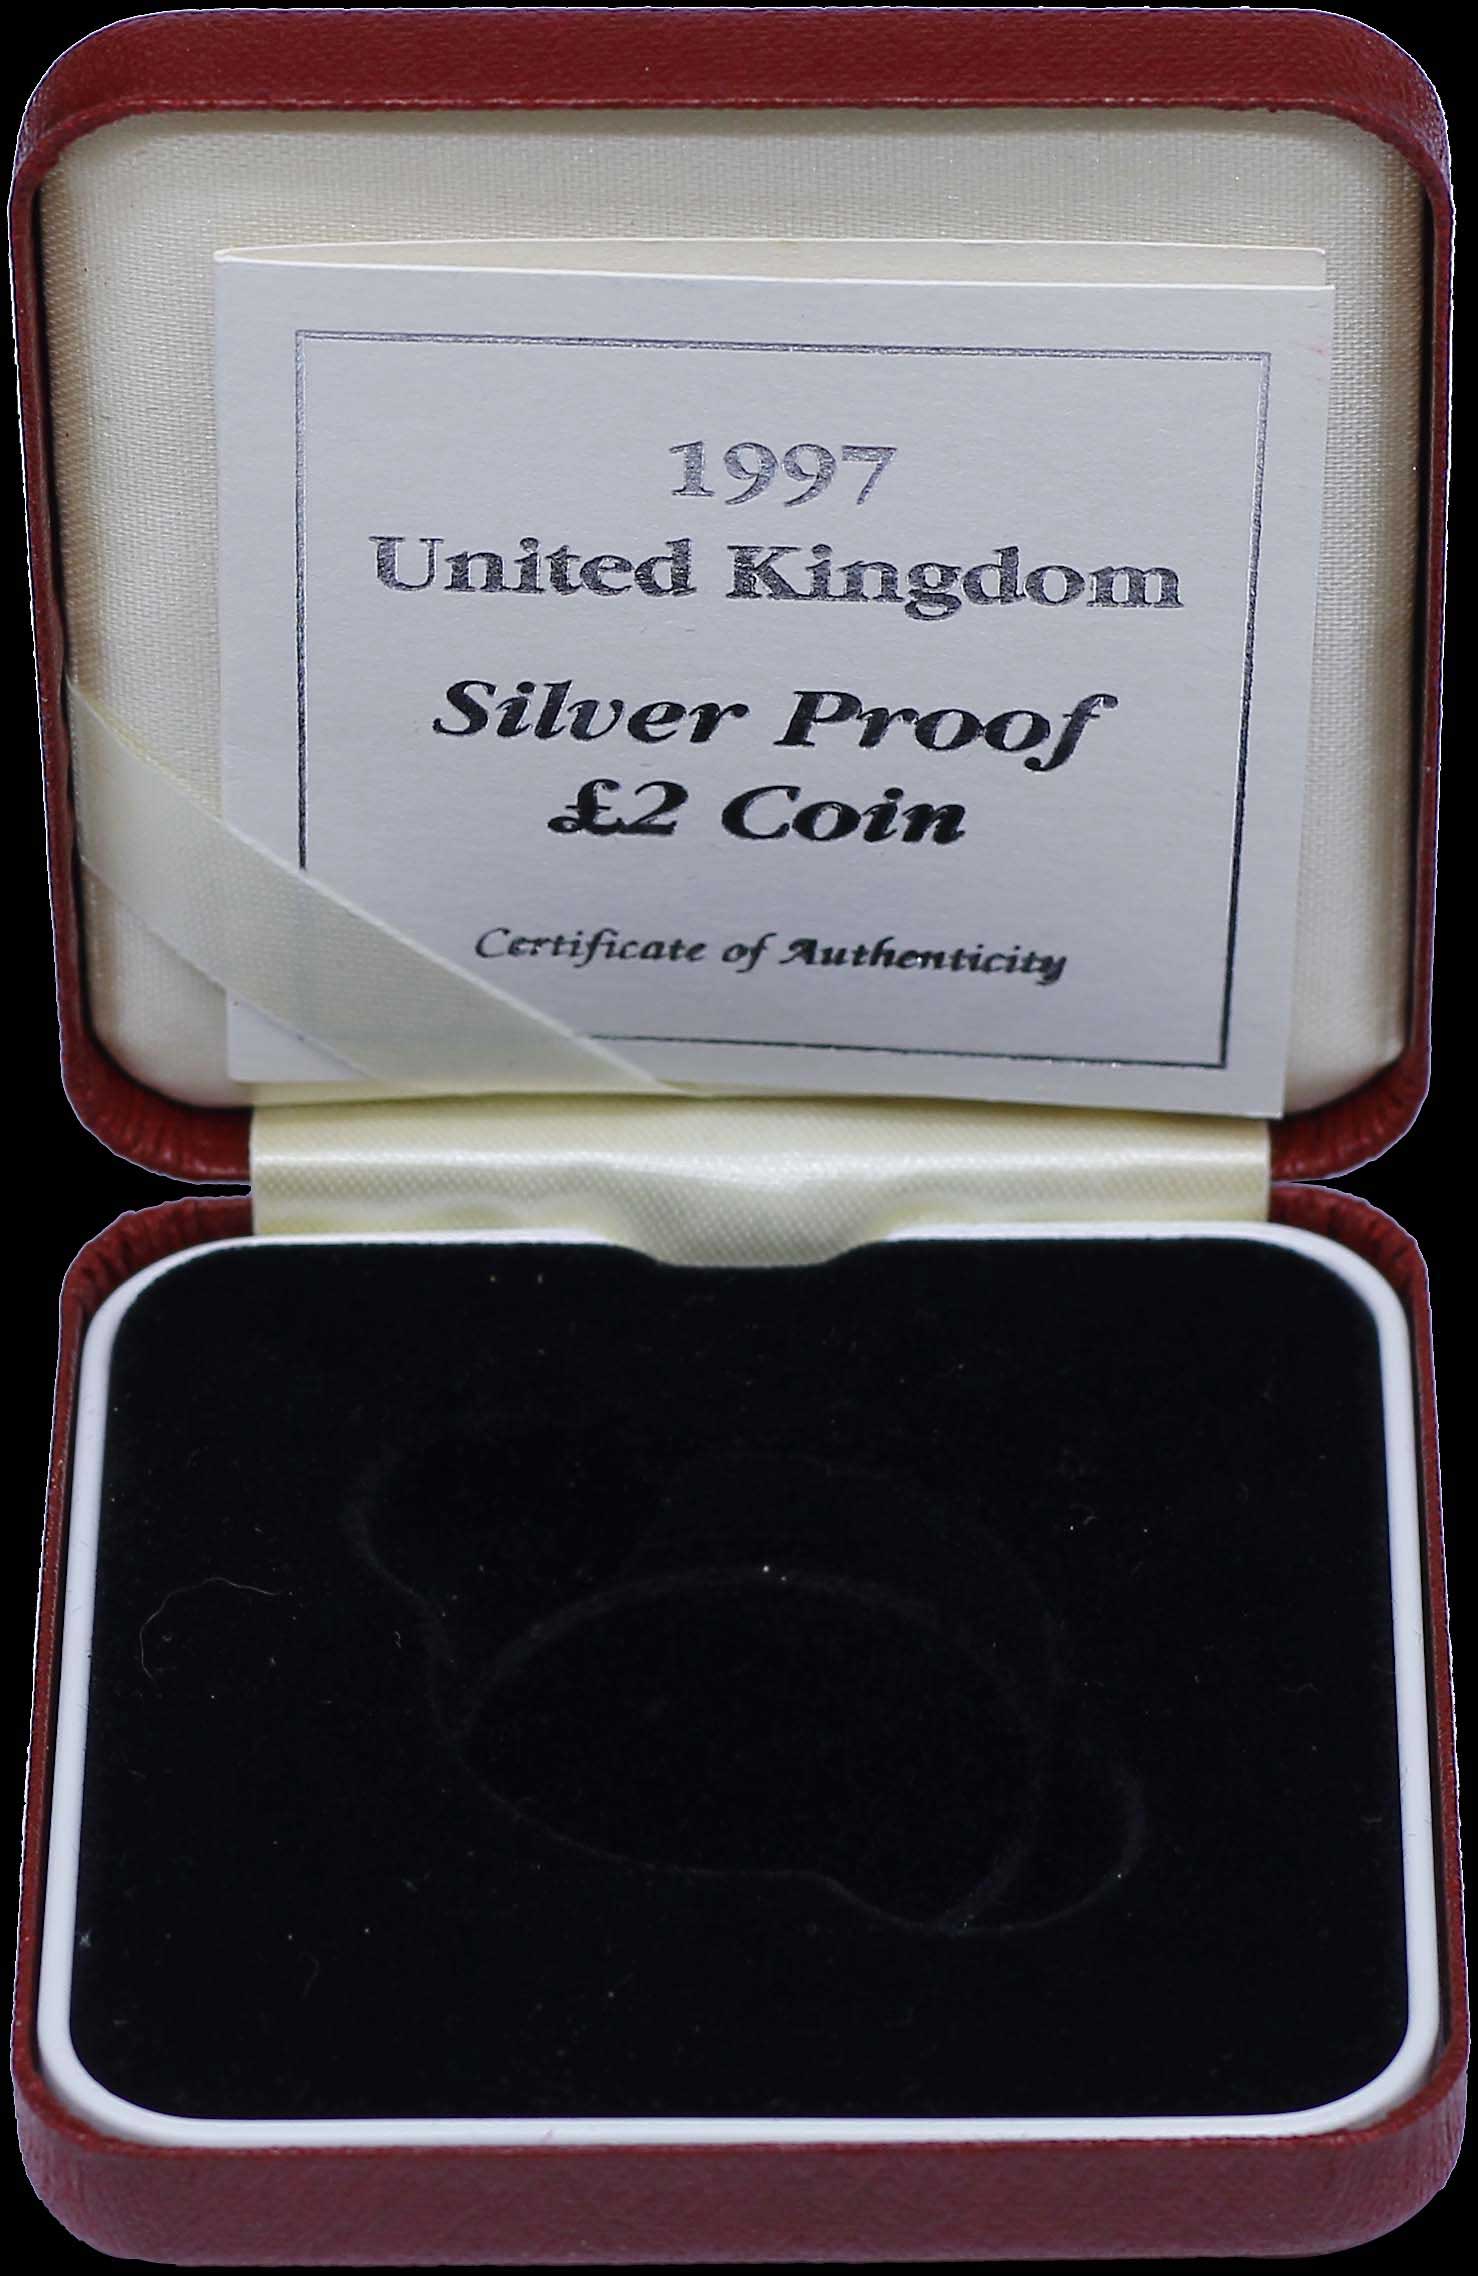 1997
United Kingdom
Silver Proof
£2 Coin
Certificate of Authenticity